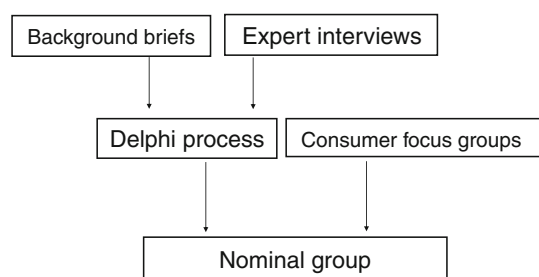 Background briefs
Expert interviews
Delphi process
Consumer focus groups
Nominal group